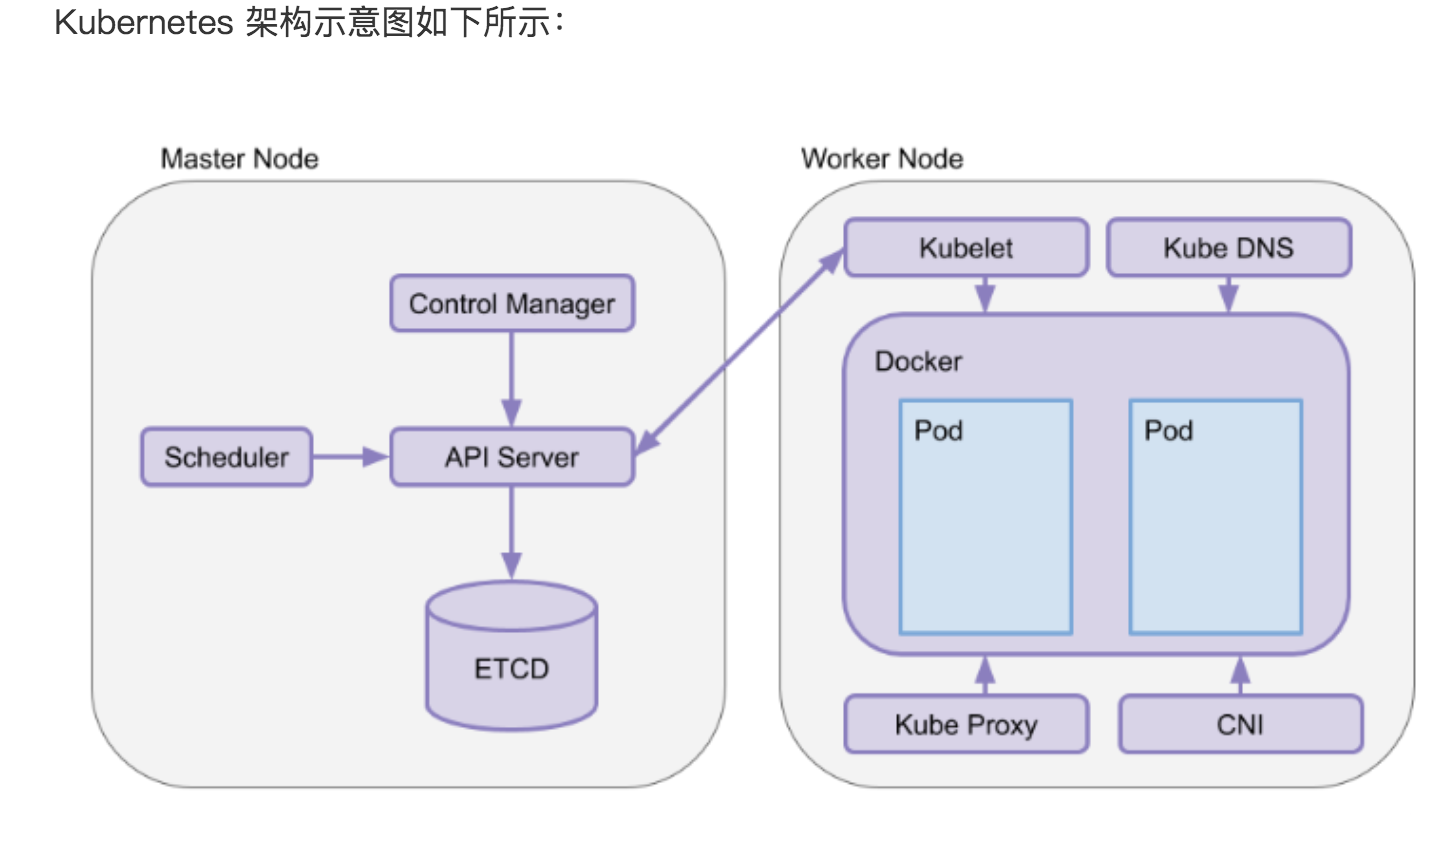 Kubernetes 架构示意图如下所示：
Master Node
Worker Node
Kubelet
Kube DNS
Control Manager
Docker
Pod
Pod
Scheduler
API Server
ETCD
Kube Proxy
CNI